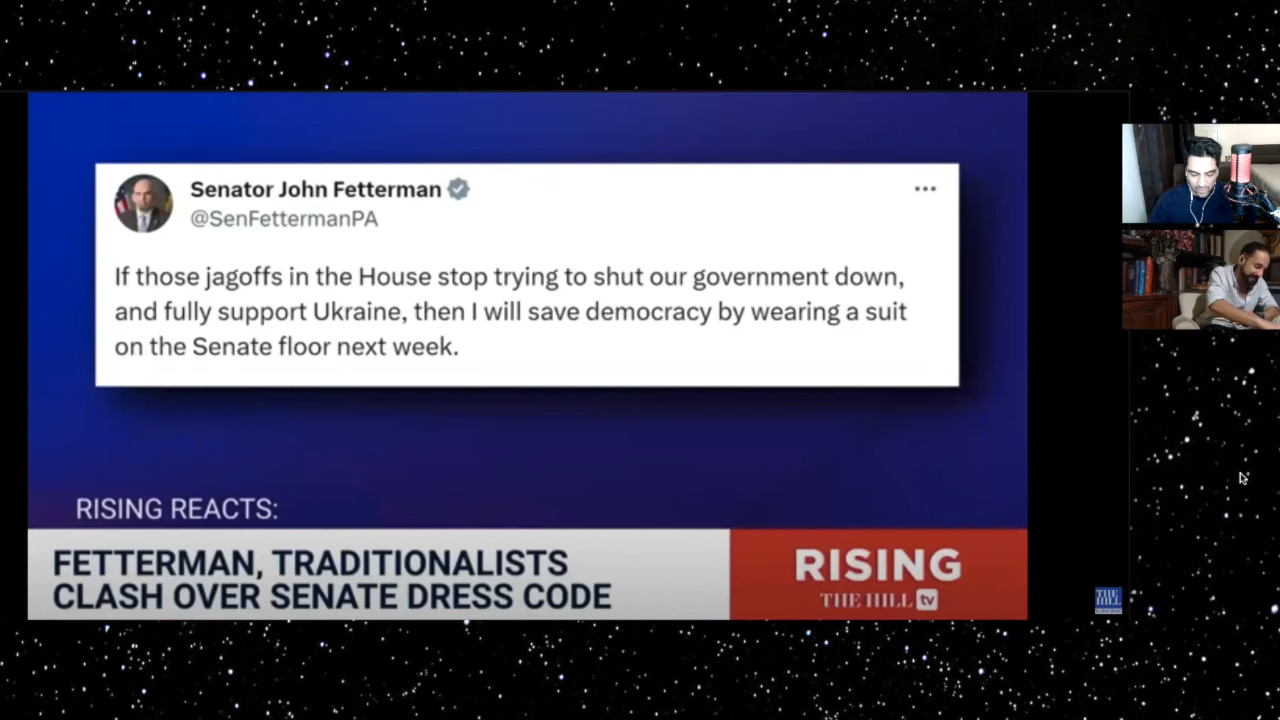 Senator John Fetterman
@SenFettermanPA
If those jagoffs in the House stop trying to shut our government down,
and fully support Ukraine, then I will save democracy by wearing a suit
on the Senate floor next week.
RISING REACTS:
FETTERMAN, TRADITIONALISTS
CLASH OVER SENATE DRESS CODE
RISING
THE HILL tv
THE
HILL